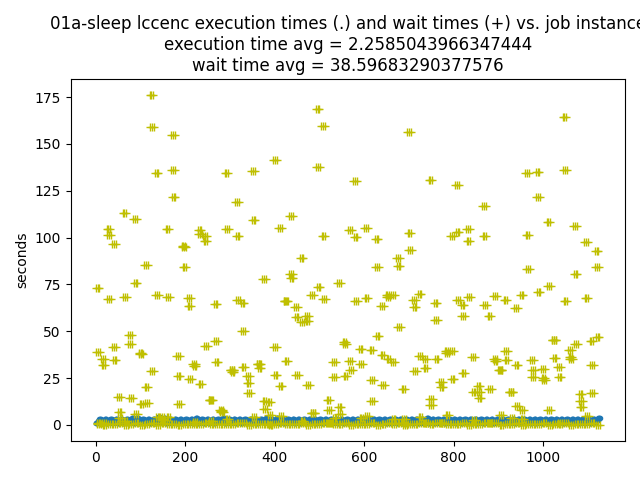 01a-sleep lccenc execution times (.) and wait times (+) vs. job instance
execution time avg = 2.2585043966347444
wait time avg = 38.59683290377576
175
150
125
100
75
50
25
0
seconds
0 200 400 600 800 1000